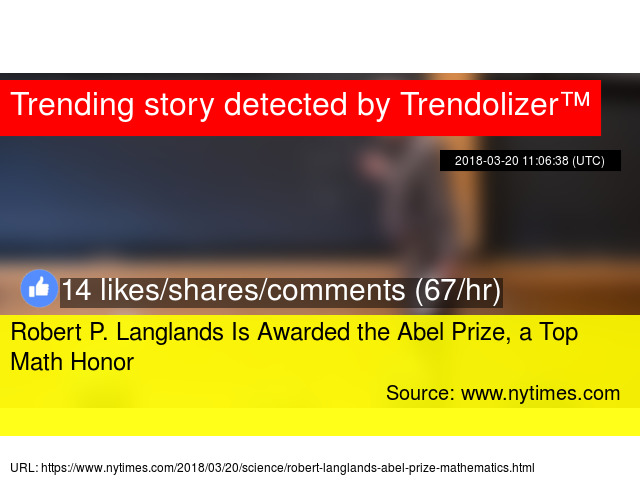 Trending story detected by Trendolizer™
2018-03-20 11:06:38 (UTC)
14 likes/shares/comments (67/hr)
Robert P. Langlands Is Awarded the Abel Prize, a Top
Math Honor
Source: www.nytimes.com
URL: https://www.nytimes.com/2018/03/20/science/robert-langlands-abel-prize-mathematics.html